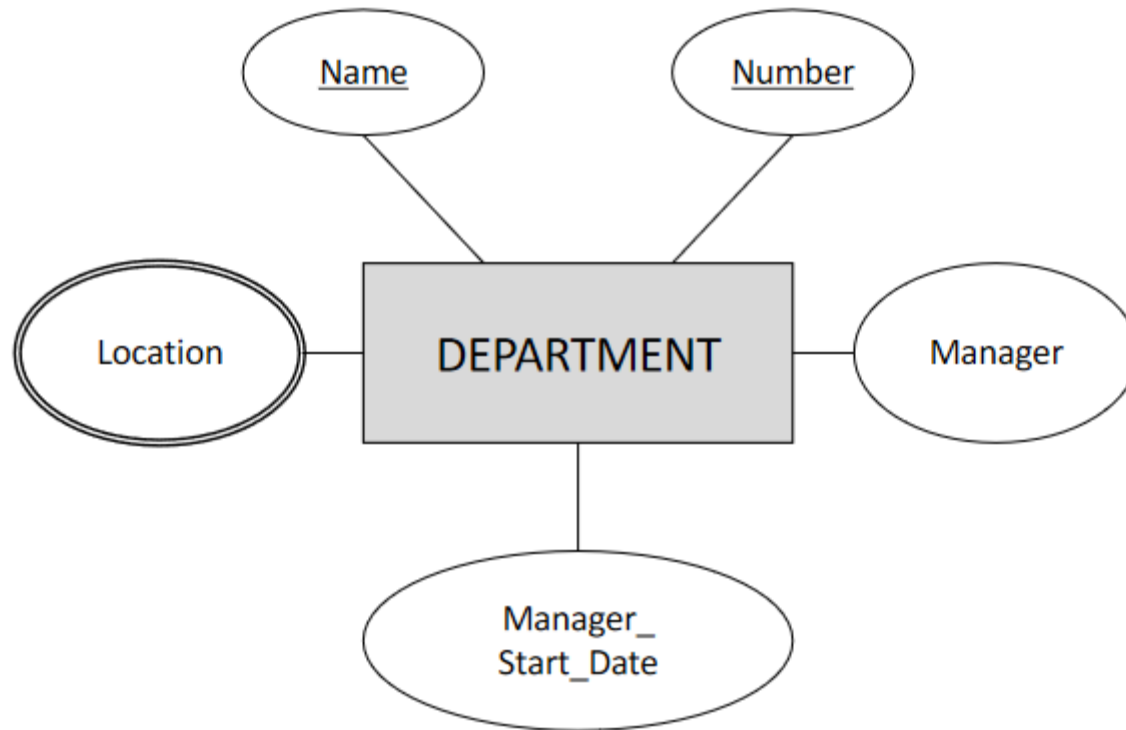 Name
Number
Location
DEPARTMENT
Manager
Manager_
Start_Date